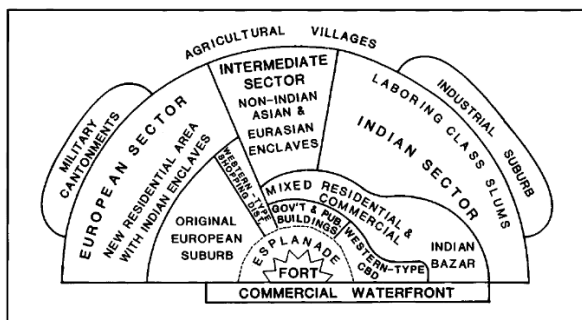 AGRICULTURAL VILLAGES
MILITARY
CANTONMENTS
EUROPEAN SECTOR
NEW RESIDENTIAL AREA
WITH INDIAN ENCLAVES
INTERMEDIATE
SECTOR
NON-INDIAN
ASIAN &
EURASIAN
ENCLAVES
LABORING CLASS SLUMS
INDIAN SECTOR
INDUSTRIAL SUBURB
WESTERN-TYPE
SHOPPING DIST.
ORIGINAL
EUROPEAN
SUBURB
MIXED RESIDENTIAL &
COMMERCIAL
GOV'T & PUB.
BUILDINGS
WESTERN-TYPE
CBD
INDIAN
BAZAR
ESPLANADE
FORT
COMMERCIAL WATERFRONT